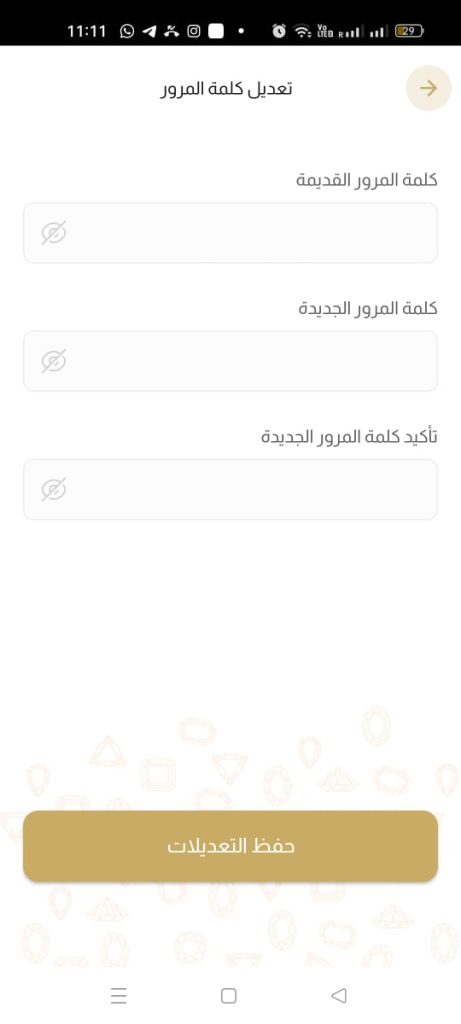 11:11 29
تعديل كلمة المرور
كلمة المرور القديمة
كلمة المرور الجديدة
تأكيد كلمة المرور الجديدة
حفظ التعديلات